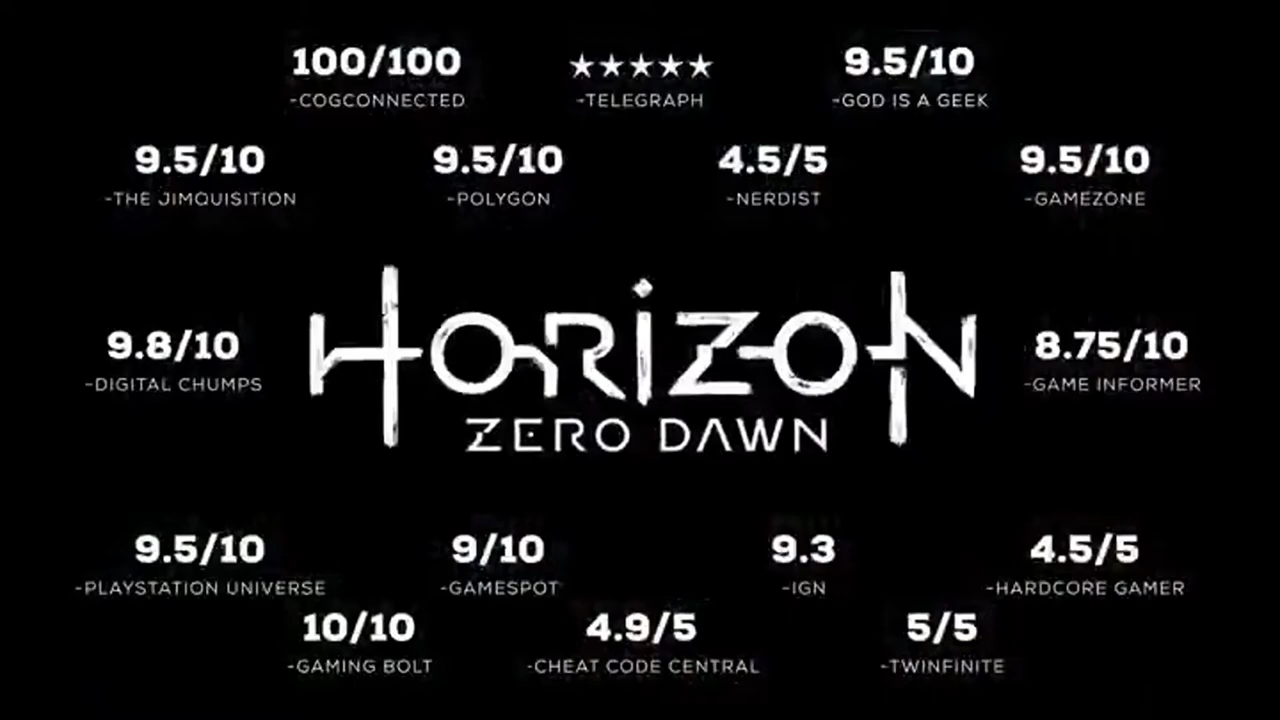 100/100
-COGCONNECTED
★★★★★
-TELEGRAPH
9.5/10
-GOD IS A GEEK
9.5/10
-THE JIMQUISITION
9.5/10
-POLYGON
4.5/5
-NERDIST
9.5/10
-GAMEZONE
9.8/10
-DIGITAL CHUMPS
HORIZON
ZERO DAWN
8.75/10
-GAME INFORMER
9.5/10
-PLAYSTATION UNIVERSE
9/10
-GAMESPOT
9.3
-IGN
4.5/5
-HARDCORE GAMER
10/10
-GAMING BOLT
4.9/5
-CHEAT CODE CENTRAL
5/5
-TWINFINITE